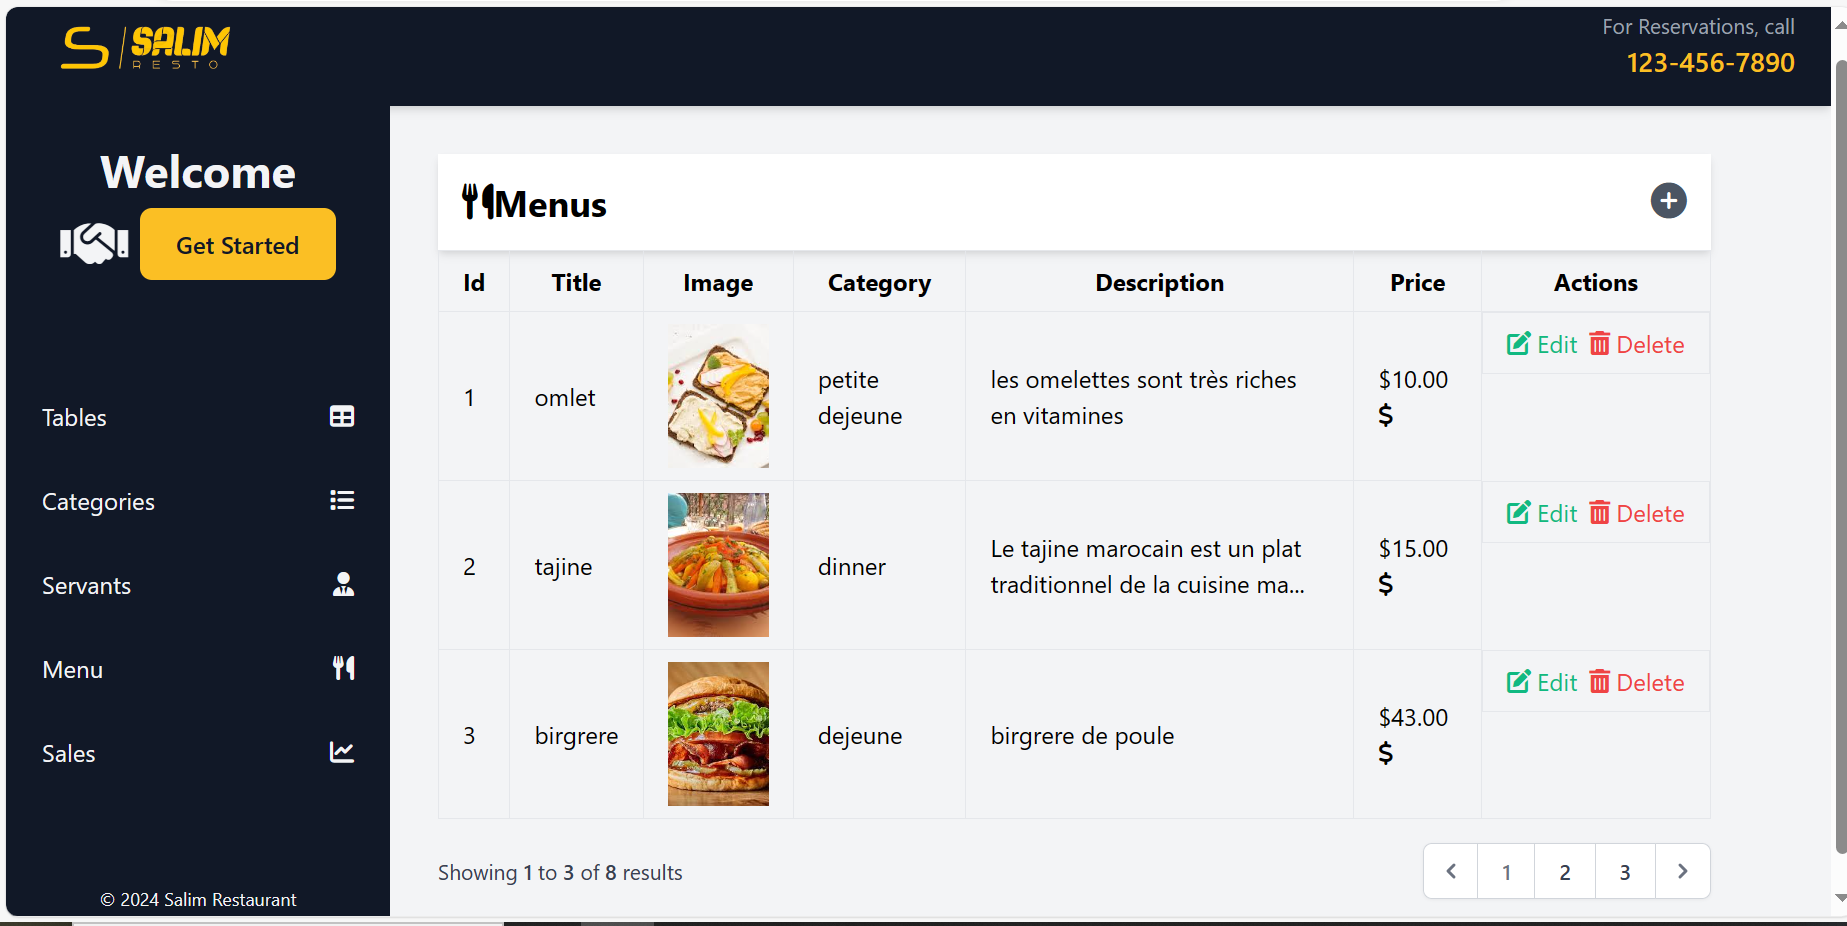 SALIM
RESTO
For Reservations, call
123-456-7890
Welcome
Get Started
Tables
Categories
Servants
Menu
Sales
© 2024 Salim Restaurant
Menus
Id Title Image Category Description Price Actions
1 omlet petite dejeune les omelettes sont très riches en vitamines $10.00 $ Edit Delete
2 tajine dinner Le tajine marocain est un plat traditionnel de la cuisine ma... $15.00 $ Edit Delete
3 birgrere dejeune birgrere de poule $43.00 $ Edit Delete
Showing 1 to 3 of 8 results
1 2 3